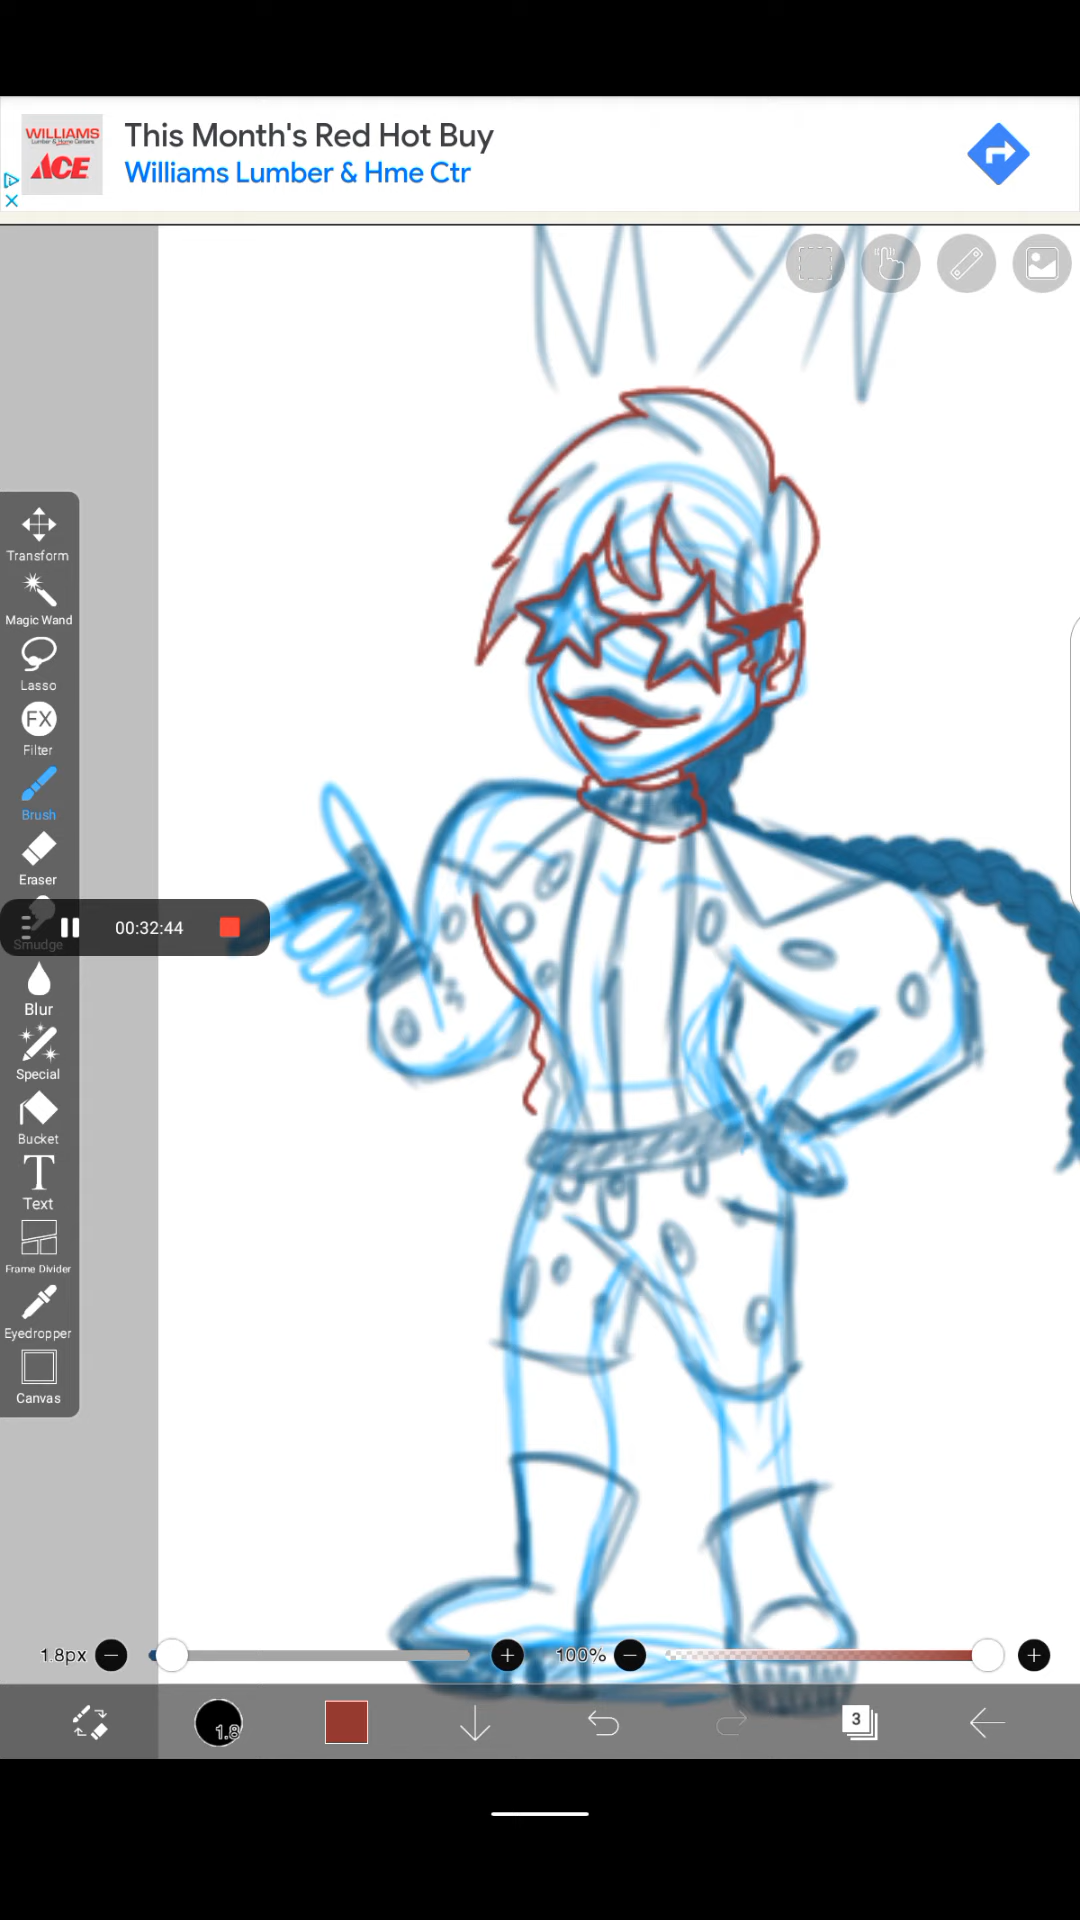 WILLIAMS
Lumber & Home Centers
ACE
This Month's Red Hot Buy
Williams Lumber & Hme Ctr
Transform
Magic Wand
Lasso
FX
Filter
Brush
Eraser
00:32:44
Smudge
Blur
Special
Bucket
T
Text
Frame Divider
Eyedropper
Canvas
1.8px
100%
1.8
3